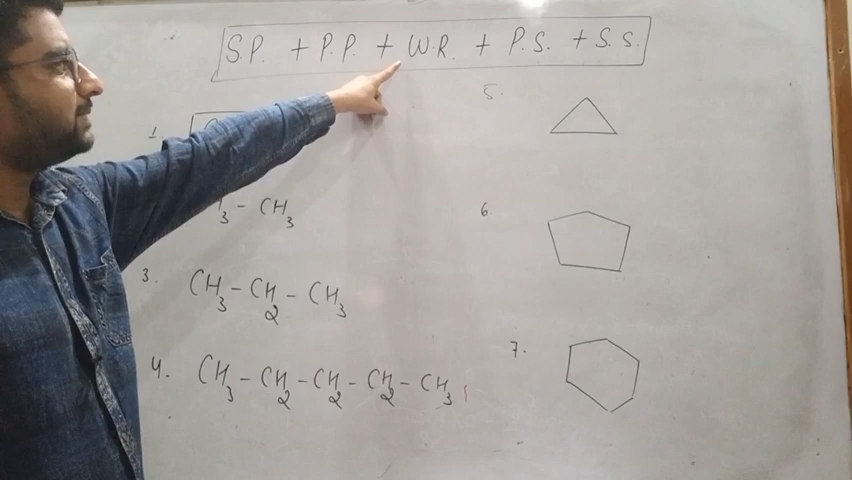 S.P. + P.P. + W.R. + P.S. + S.S.
1.
5.
3 - CH3
6.
3. CH3 - CH2 - CH3
7.
4. CH3 - CH2 - CH2 - CH2 - CH3